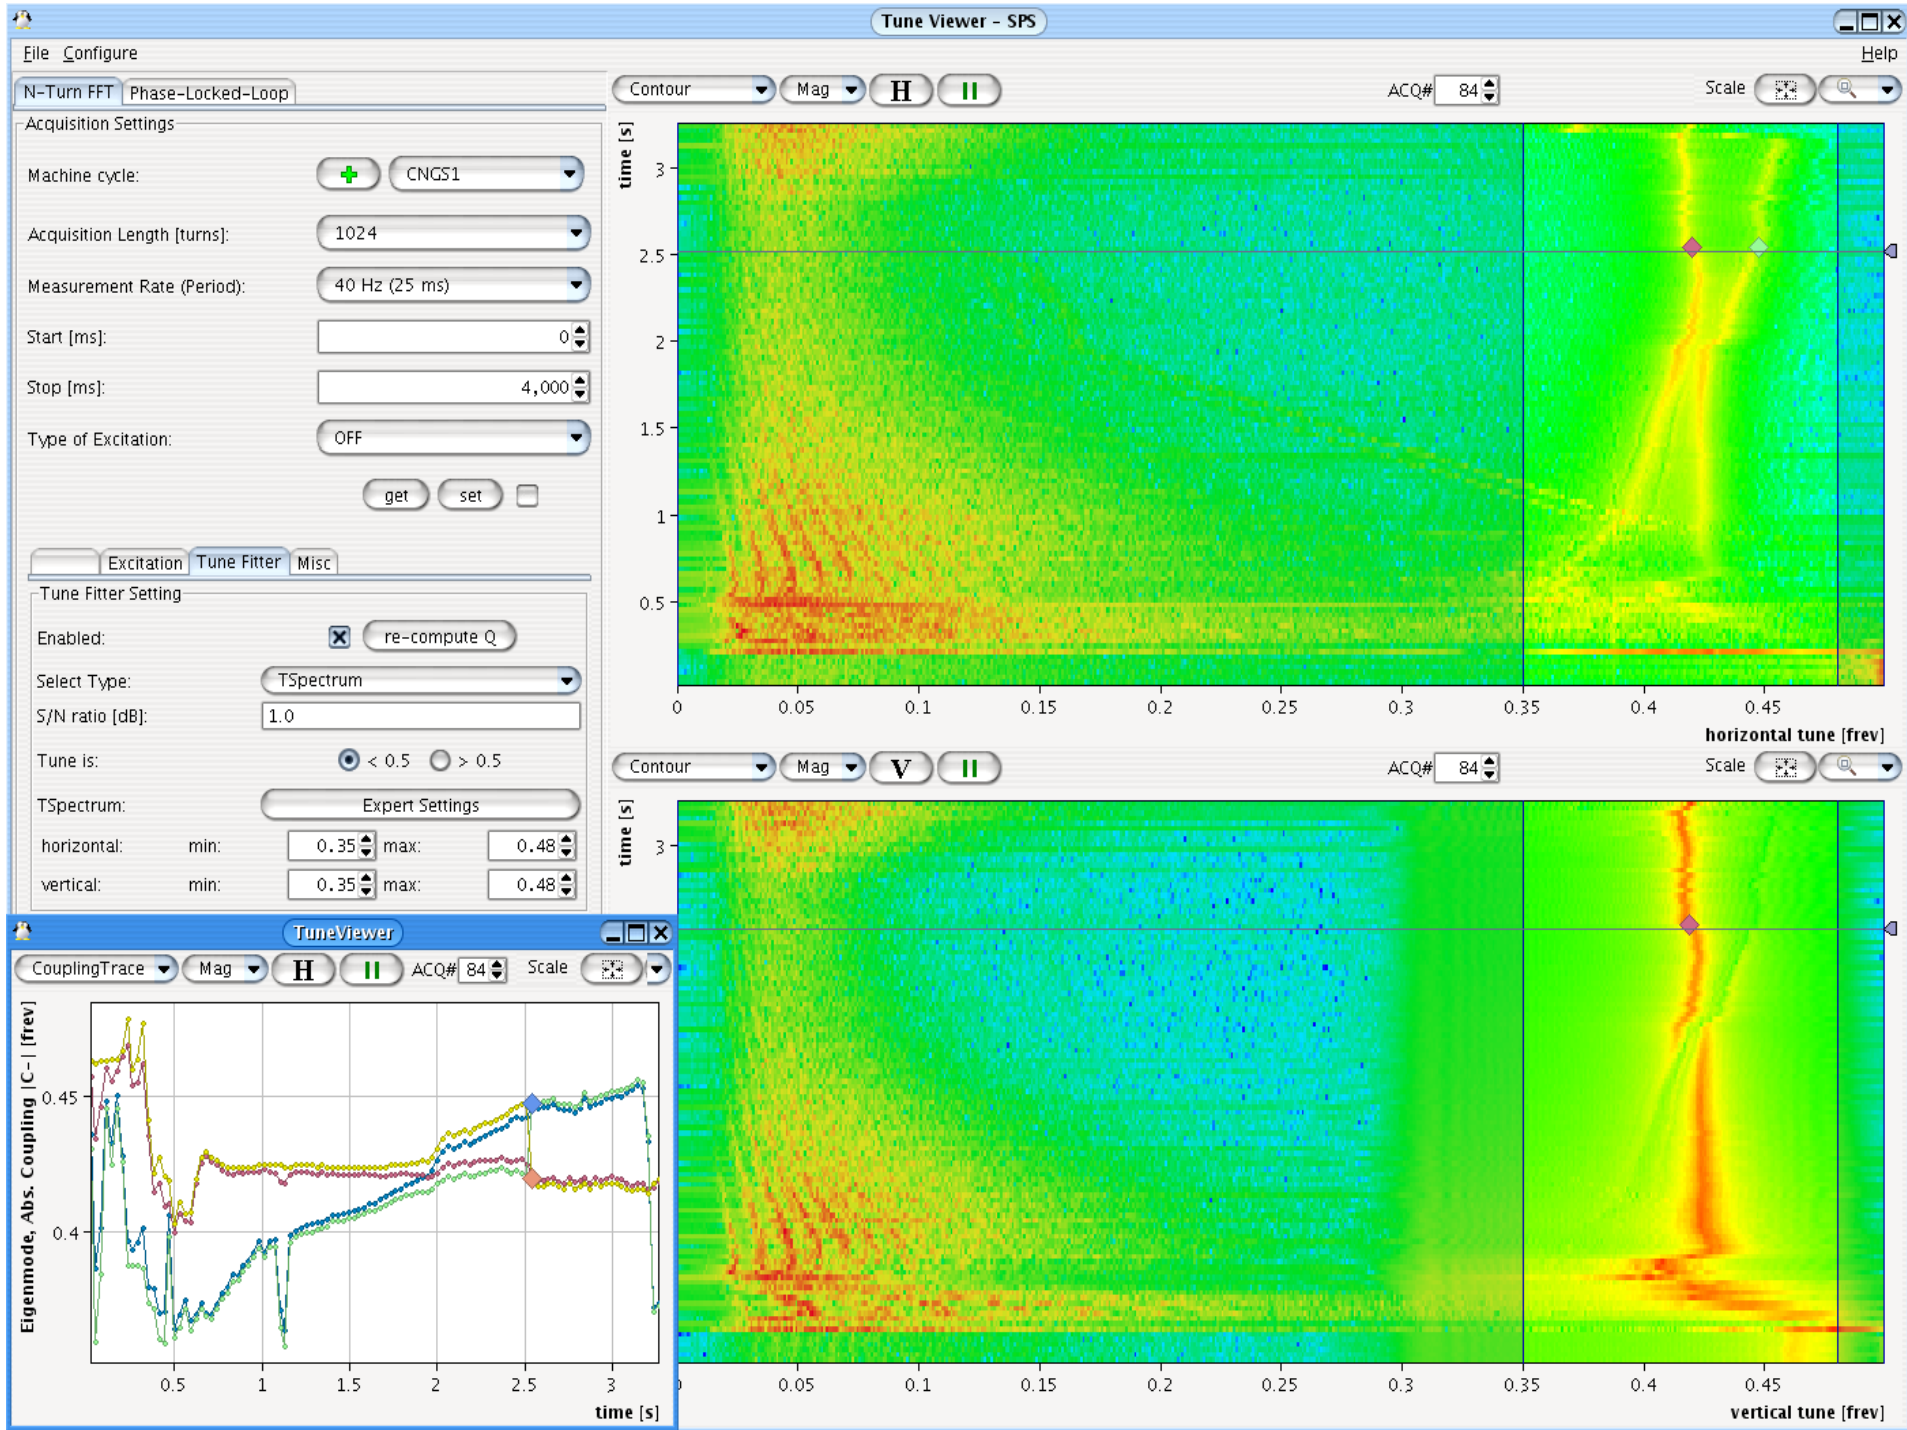 Tune Viewer - SPS
File Configure Help
N-Turn FFT Phase-Locked-Loop
Acquisition Settings
Machine cycle: CNGS1
Acquisition Length [turns]: 1024
Measurement Rate (Period): 40 Hz (25 ms)
Start [ms]: 0
Stop [ms]: 4,000
Type of Excitation: OFF
get set
Excitation Tune Fitter Misc
Tune Fitter Setting
Enabled: re-compute Q
Select Type: TSpectrum
S/N ratio [dB]: 1.0
Tune is: < 0.5 > 0.5
TSpectrum: Expert Settings
horizontal: min: 0.35 max: 0.48
vertical: min: 0.35 max: 0.48
Contour Mag H ACQ# 84 Scale
time [s]
3
2.5
2
1.5
1
0.5
0 0.05 0.1 0.15 0.2 0.25 0.3 0.35 0.4 0.45
horizontal tune [frev]
Contour Mag V ACQ# 84 Scale
time [s]
3
0.05 0.1 0.15 0.2 0.25 0.3 0.35 0.4 0.45
vertical tune [frev]
TuneViewer
CouplingTrace Mag H ACQ# 84 Scale
Eigenmode, Abs. Coupling |C-| [frev]
0.45
0.4
0.5 1 1.5 2 2.5 3
time [s]